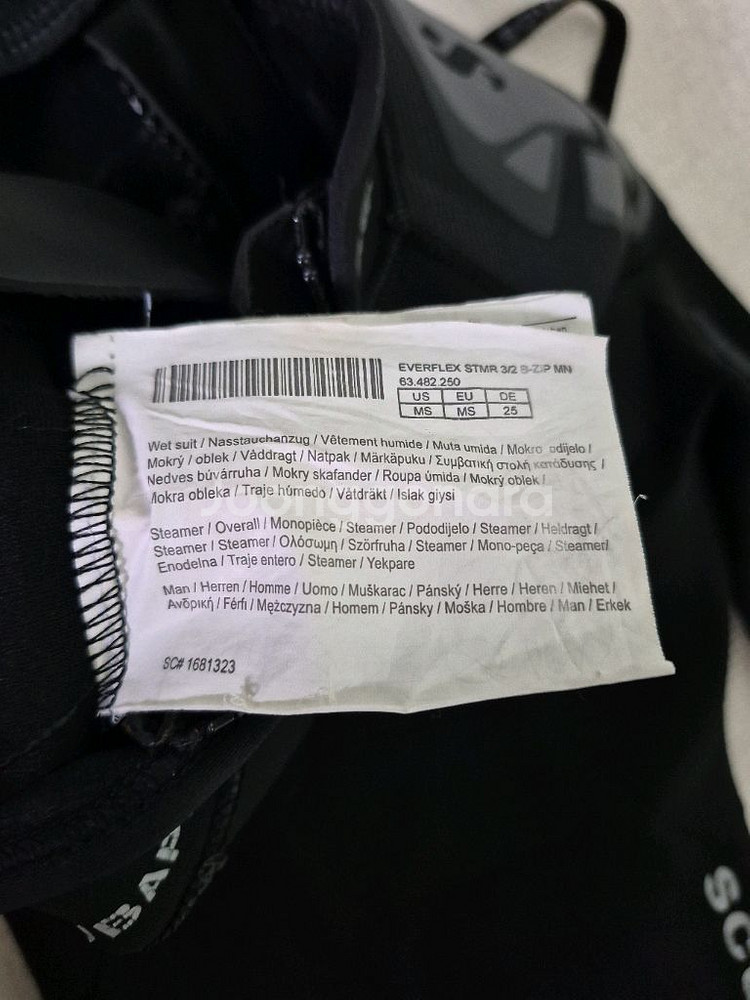 EVERFLEX STMR 3/2 B-ZIP MN
63.482.250
US EU DE
MS MS 25
Wet suit / Nasstauchanzug / Vêtement humide / Muta umida / Mokro odijelo /
Mokrý / oblek / Våddragt / Natpak / Märkäpuku / Συμβατική στολή κατάδυσης /
Nedves búvárruha / Mokry skafander / Roupa úmida / Mokrý oblek /
Mokra obleka / Traje húmedo / Våtdräkt / Islak giysi
Joonggonara
Steamer / Overall / Monopièce / Steamer / Pododijelo / Steamer / Heldragt /
Steamer / Steamer / Ολόσωμη / Szörfruha / Steamer / Mono-peça / Steamer/
Enodelna / Traje entero / Steamer / Yekpare
Man / Herren / Homme / Uomo / Muškarac / Pánský / Herre / Heren / Miehet /
Ανδρική / Férfi / Mężczyzna / Homem / Pánsky / Moška / Hombre / Man / Erkek
SC# 1681323
BAP
SC